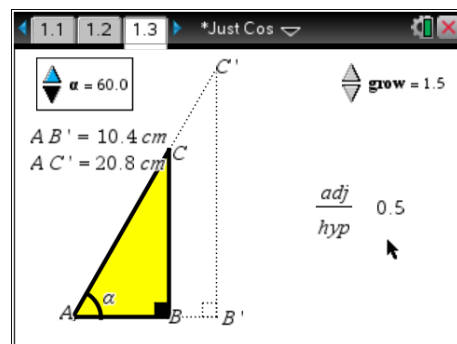 1.1 1.2 1.3 *Just Cos
α = 60.0
grow = 1.5
C'
A B ' = 10.4 cm
A C ' = 20.8 cm
C
adj
hyp
0.5
α
A
B
B'